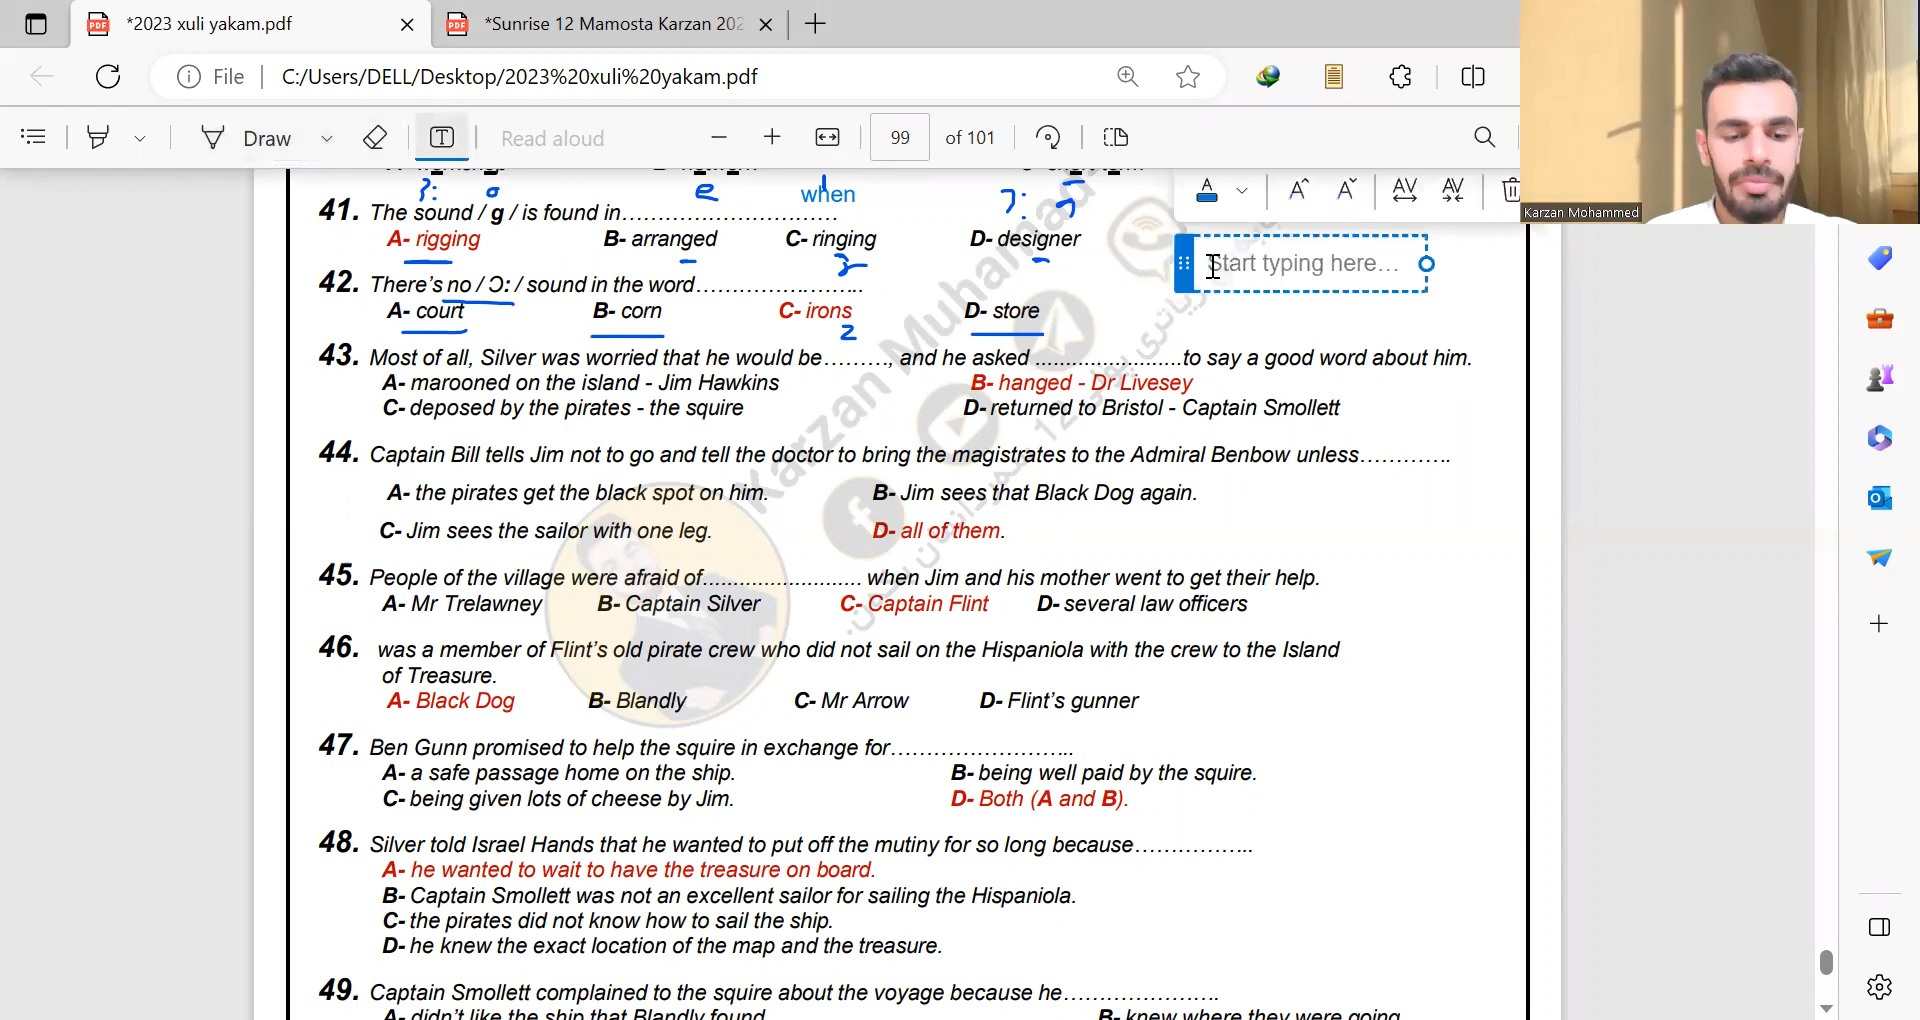 *2023 xuli yakam.pdf
*Sunrise 12 Mamosta Karzan 202
File
C:/Users/DELL/Desktop/2023%20xuli%20yakam.pdf
Draw
Read aloud
99 of 101
Karzan Mohammed
when
41. The sound / g / is found in..............................
A- rigging B- arranged C- ringing D- designer
Start typing here...
42. There's no / Ɔ: / sound in the word........................
A- court B- corn C- irons D- store
43. Most of all, Silver was worried that he would be........., and he asked .........................to say a good word about him.
A- marooned on the island - Jim Hawkins B- hanged - Dr Livesey
C- deposed by the pirates - the squire D- returned to Bristol - Captain Smollett
44. Captain Bill tells Jim not to go and tell the doctor to bring the magistrates to the Admiral Benbow unless.............
A- the pirates get the black spot on him. B- Jim sees that Black Dog again.
C- Jim sees the sailor with one leg. D- all of them.
45. People of the village were afraid of.......................... when Jim and his mother went to get their help.
A- Mr Trelawney B- Captain Silver C- Captain Flint D- several law officers
46. was a member of Flint's old pirate crew who did not sail on the Hispaniola with the crew to the Island
of Treasure.
A- Black Dog B- Blandly C- Mr Arrow D- Flint's gunner
47. Ben Gunn promised to help the squire in exchange for.........................
A- a safe passage home on the ship. B- being well paid by the squire.
C- being given lots of cheese by Jim. D- Both (A and B).
48. Silver told Israel Hands that he wanted to put off the mutiny for so long because................
A- he wanted to wait to have the treasure on board.
B- Captain Smollett was not an excellent sailor for sailing the Hispaniola.
C- the pirates did not know how to sail the ship.
D- he knew the exact location of the map and the treasure.
49. Captain Smollett complained to the squire about the voyage because he.....................
A- didn't like the ship that Blandly found B- knew where they were going
Karzan Muhamad